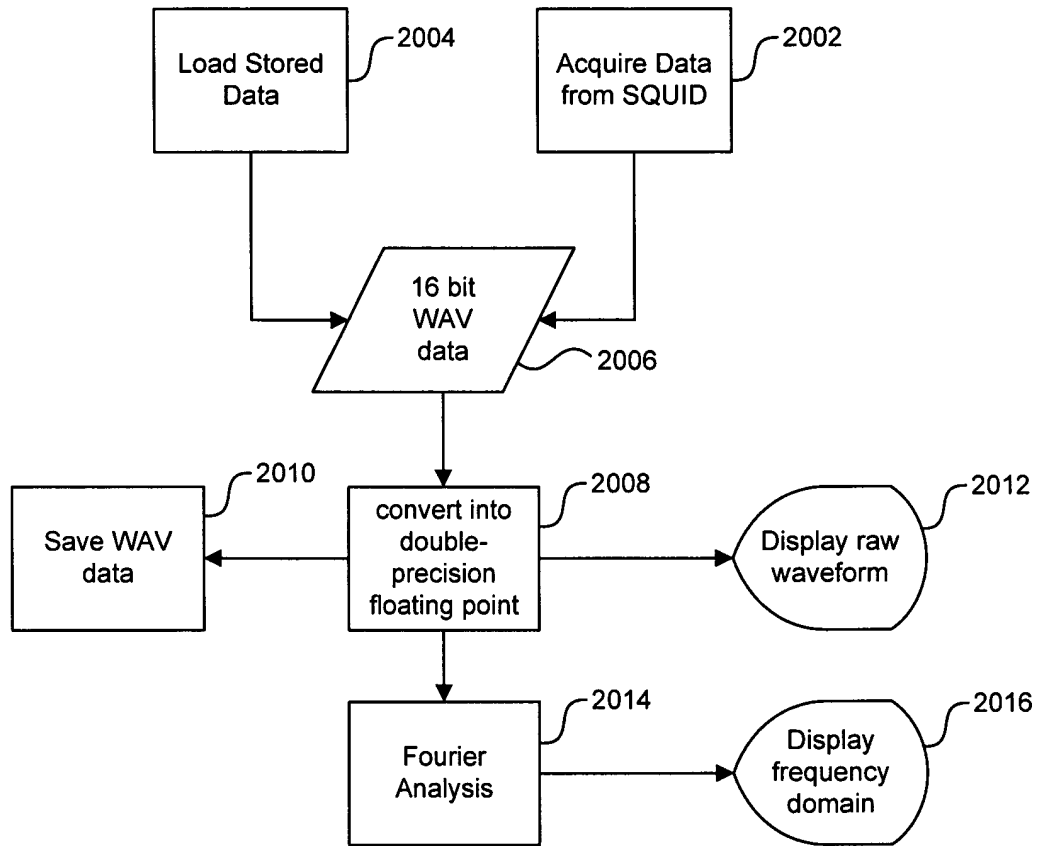 2004
Load Stored
Data
2002
Acquire Data
from SQUID
16 bit
WAV
data
2006
2010
Save WAV
data
2008
convert into
double-
precision
floating point
2012
Display raw
waveform
2014
Fourier
Analysis
2016
Display
frequency
domain